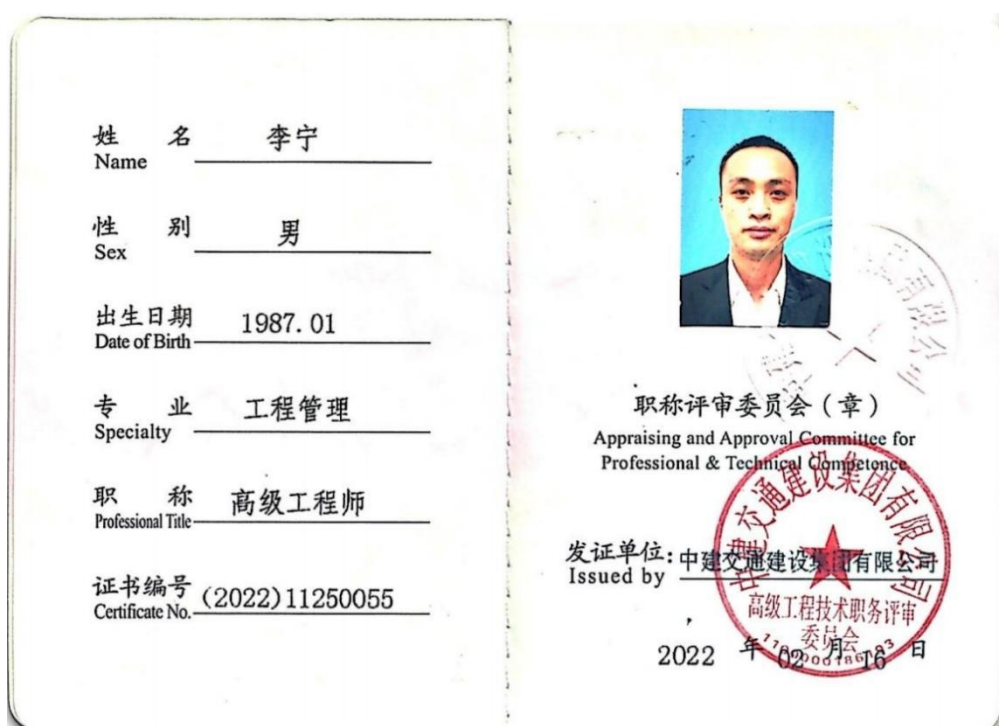 姓 名 李宁
Name
性 别 男
Sex
出生日期 1987.01
Date of Birth
专 业 工程管理
Specialty
职 称 高级工程师
Professional Title
证书编号 (2022)11250055
Certificate No.
职称评审委员会（章）
Appraising and Approval Committee for
Professional & Technical Competence
中建交通建设集团有限公司
发证单位: 中建交通建设集团有限公司
Issued by
高级工程技术职务评审
委员会
2022 年 02 月 16 日